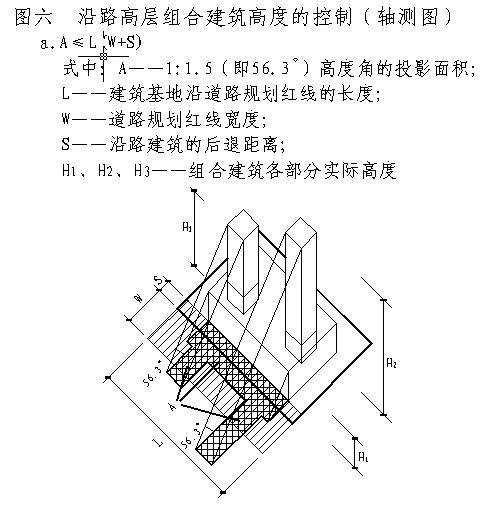 图六 沿路高层组合建筑高度的控制(轴测图)
a.A≤L(W+S)
式中: A——1:1.5(即56.3°)高度角的投影面积;
L——建筑基地沿道路规划红线的长度;
W——道路规划红线宽度;
S——沿路建筑的后退距离;
H₁、H₂、H₃——组合建筑各部分实际高度
H₃
S
W
56.3°
H₂
A
56.3°
L
H₁